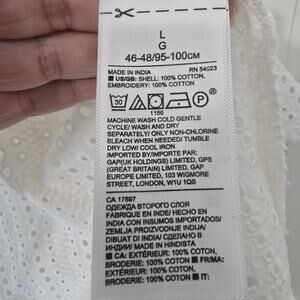 L
G
46-48/95-100CM
MADE IN INDIA RN 54023
■ US/GB: SHELL: 100% COTTON,
EMBROIDERY: 100% COTTON
30 P
1166
MACHINE WASH COLD GENTLE
CYCLE/ WASH AND DRY
SEPARATELY/ ONLY NON-CHLORINE
BLEACH WHEN NEEDED/ TUMBLE
DRY LOW/ COOL IRON
IMPORTED BY/IMPORTE PAR:
GAP(UK HOLDINGS) LIMITED, GPS
(GREAT BRITAIN) LIMITED, GAP
EUROPE LIMITED, 103 WIGMORE
STREET, LONDON, W1U 1QS
CA 17897
ОДЕЖДА ВТОРОГО СЛОЯ
FABRIQUE EN INDE/ HECHO EN
INDIA CON INSUMOS IMPORTADOS/
ZEMLJA PROIZVODNJE INDIJA/
DIBUAT DI INDIA/ СДЕЛАНО В
ИНДИИ/ MADE IN HINDISTA
■ CA: EXTÉRIEUR: 100% COTON,
BRODERIE: 100% COTON ■ FR/MA:
EXTÉRIEUR: 100% COTON,
BRODERIE: 100% COTON ■ IT: